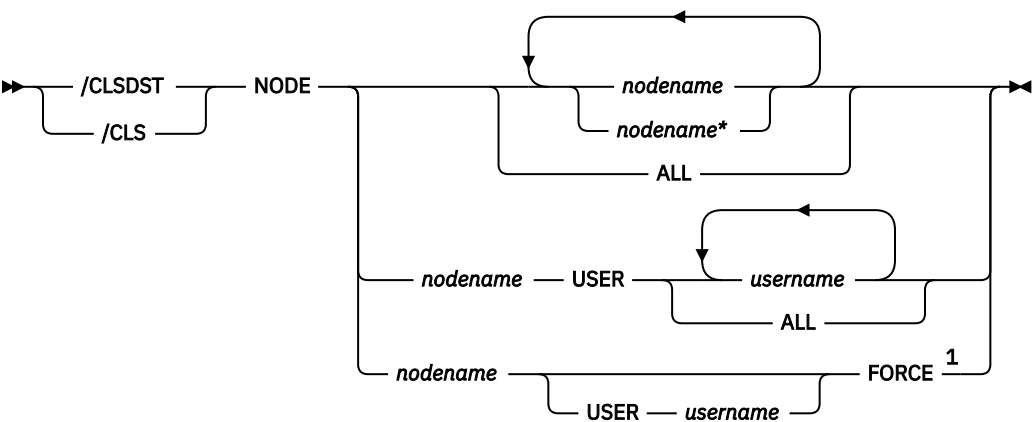 /CLSDST NODE nodename
/CLS nodename*
ALL
nodename USER username
ALL
nodename FORCE 1
USER username